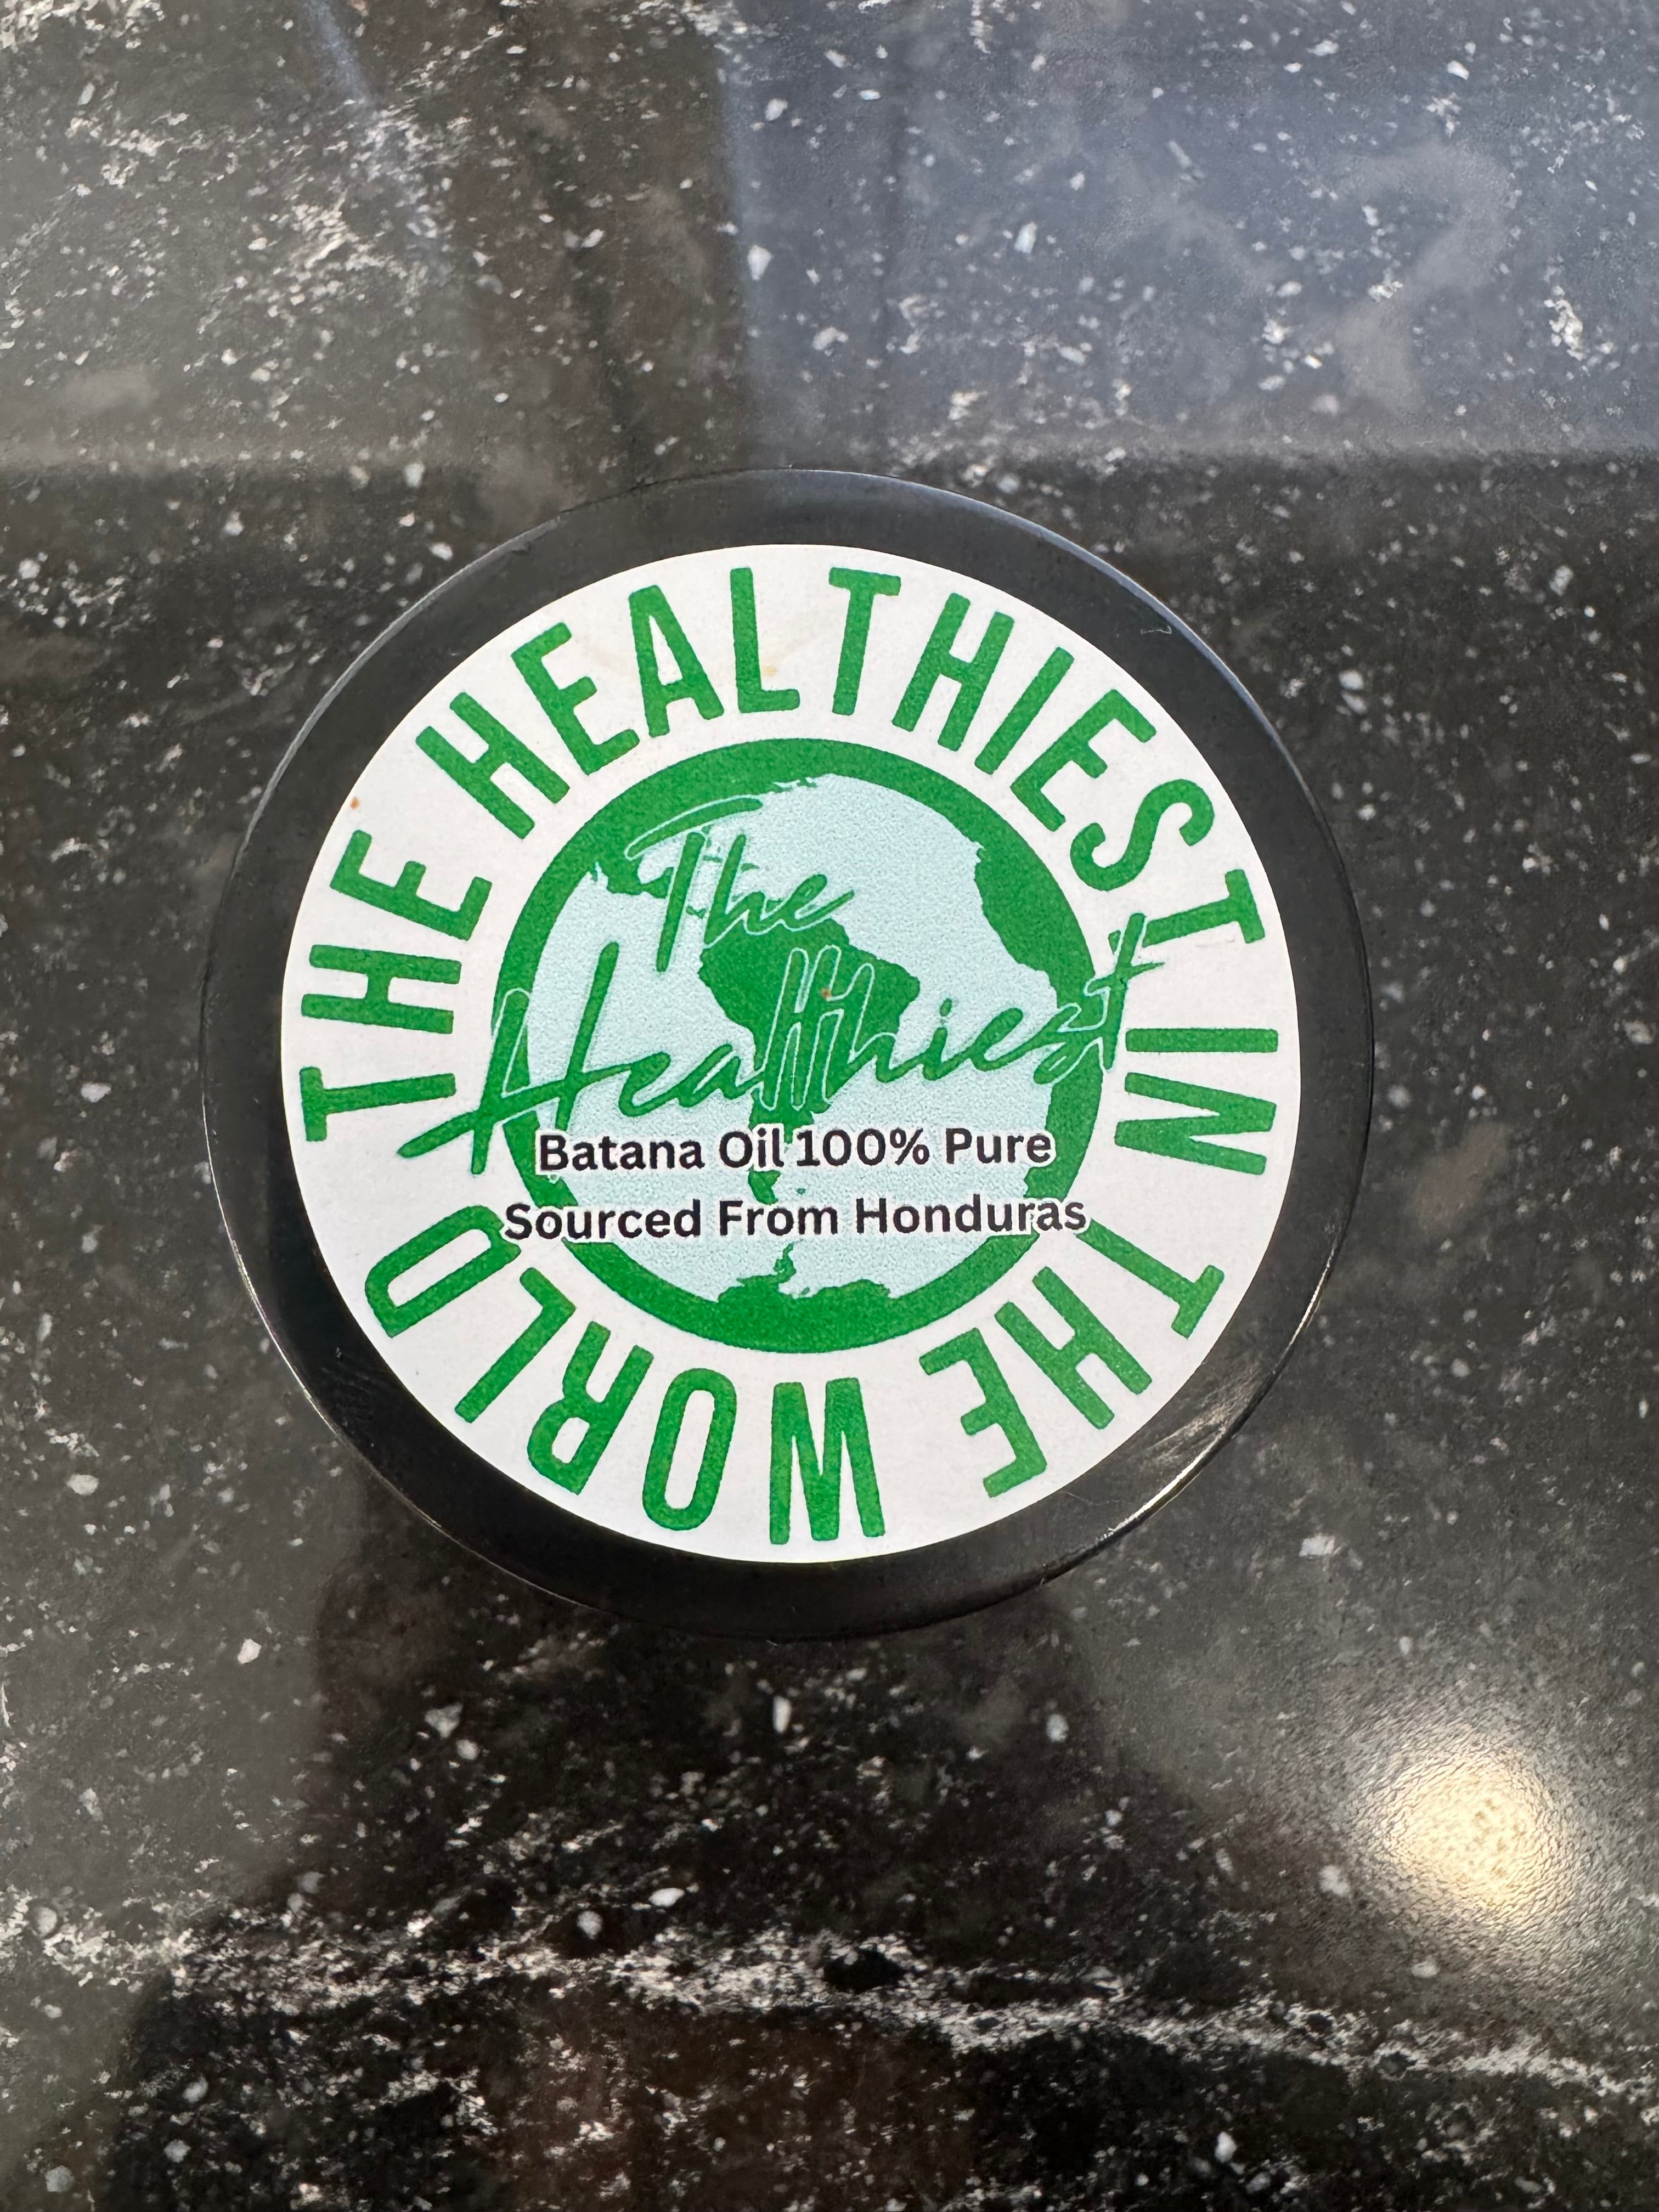 THE HEALTHIEST IN THE WORLD
The
Healthiest
Batana Oil 100% Pure
Sourced From Honduras